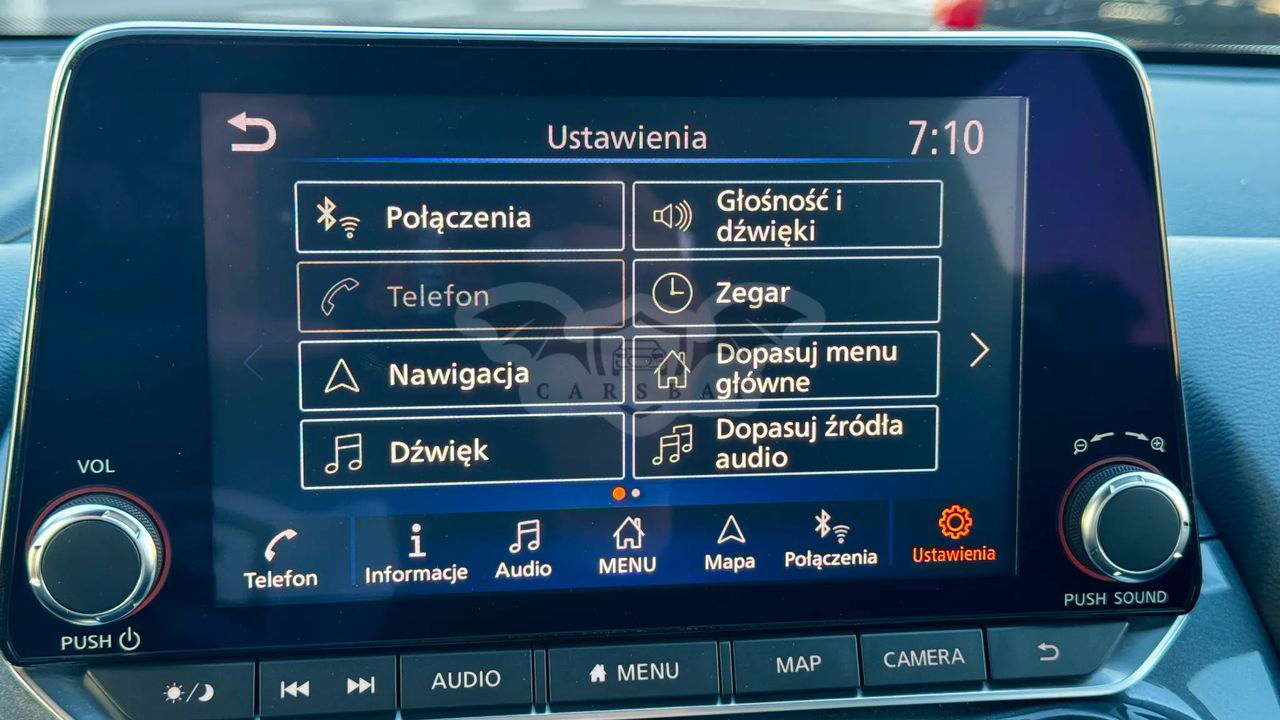 Ustawienia
7:10
Połączenia
Głośność i
dźwięki
Telefon
Zegar
Nawigacja
Dopasuj menu
główne
CARSBAT
Dźwięk
Dopasuj źródła
audio
VOL
Telefon
Informacje
Audio
MENU
Mapa
Połączenia
Ustawienia
PUSH
PUSH SOUND
AUDIO
MENU
MAP
CAMERA